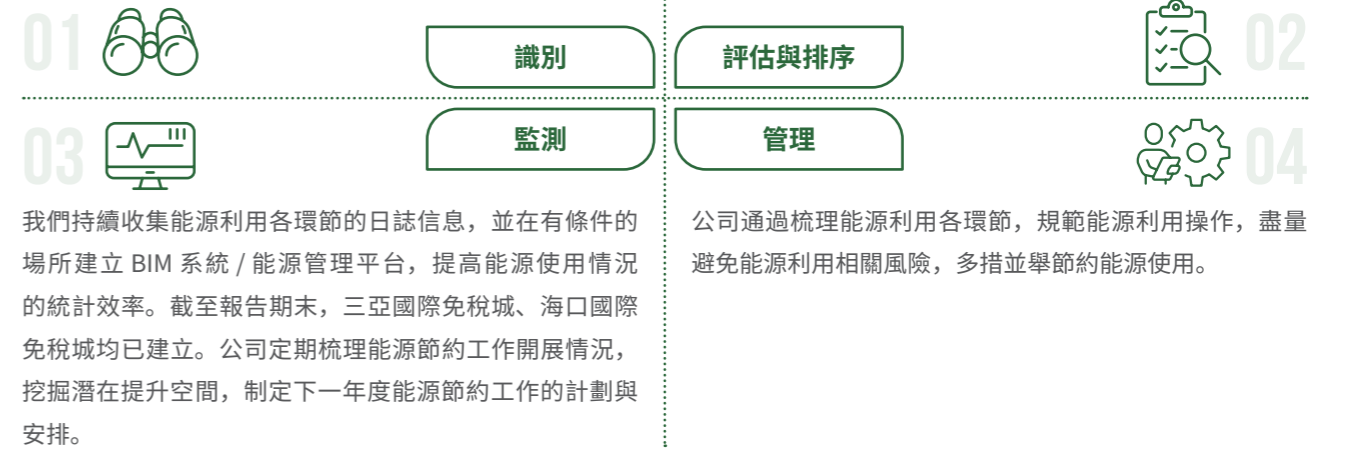 01
識別
評估與排序
02
03
監測
我們持續收集能源利用各環節的日誌信息，並在有條件的
場所建立 BIM 系統 / 能源管理平台，提高能源使用情況
的統計效率。截至報告期末，三亞國際免稅城、海口國際
免稅城均已建立。公司定期梳理能源節約工作開展情況，
挖掘潛在提升空間，制定下一年度能源節約工作的計劃與
安排。
管理
04
公司通過梳理能源利用各環節，規範能源利用操作，盡量
避免能源利用相關風險，多措並舉節約能源使用。